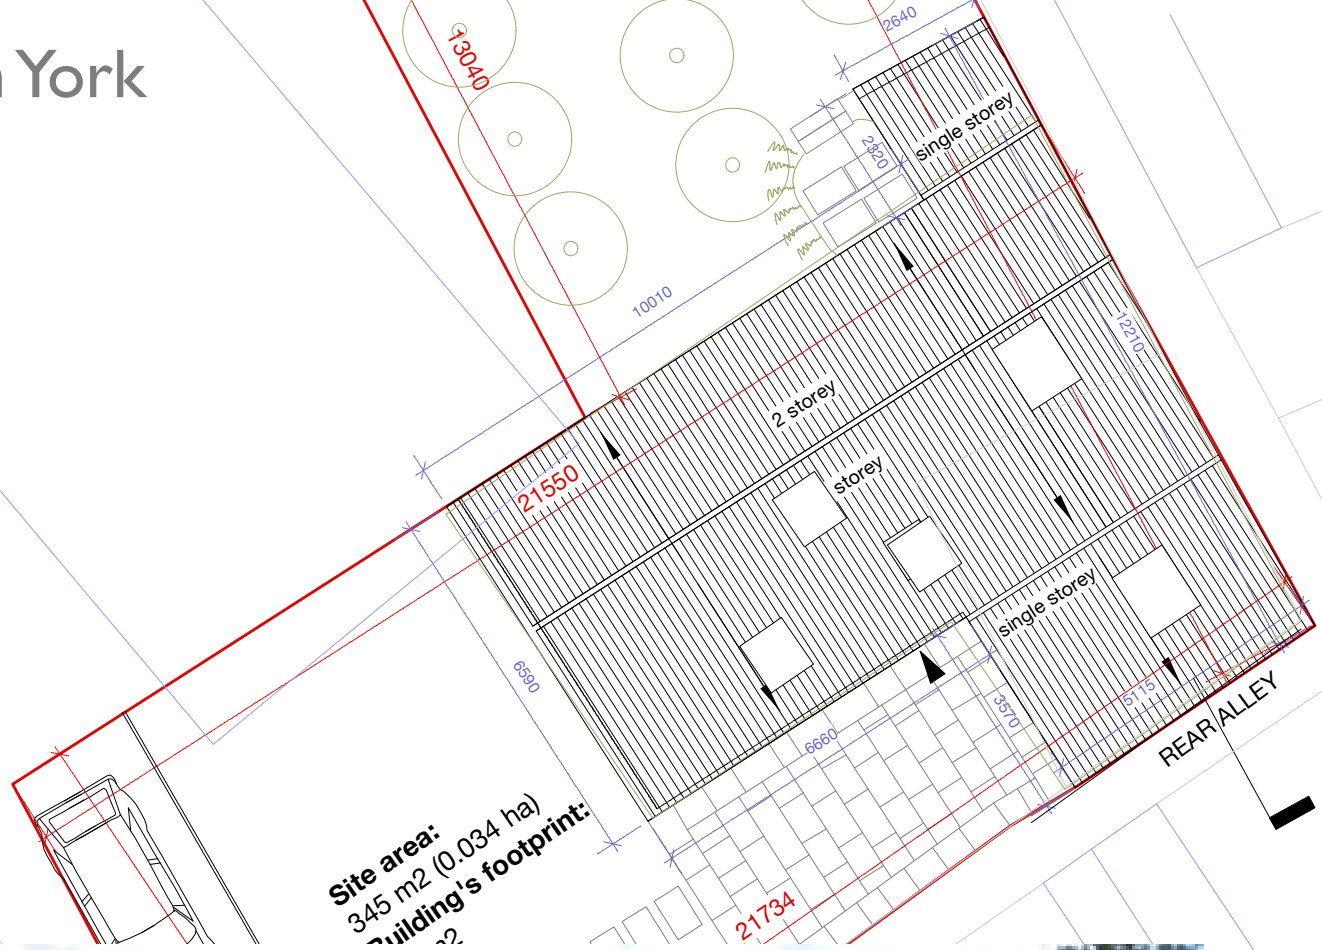 York
13040
2640
single storey
2320
10010
12210
2 storey
21550
storey
single storey
6590
3570
5115
6660
REAR ALLEY
Site area:
345 m2 (0.034 ha)
Building's footprint:
21734